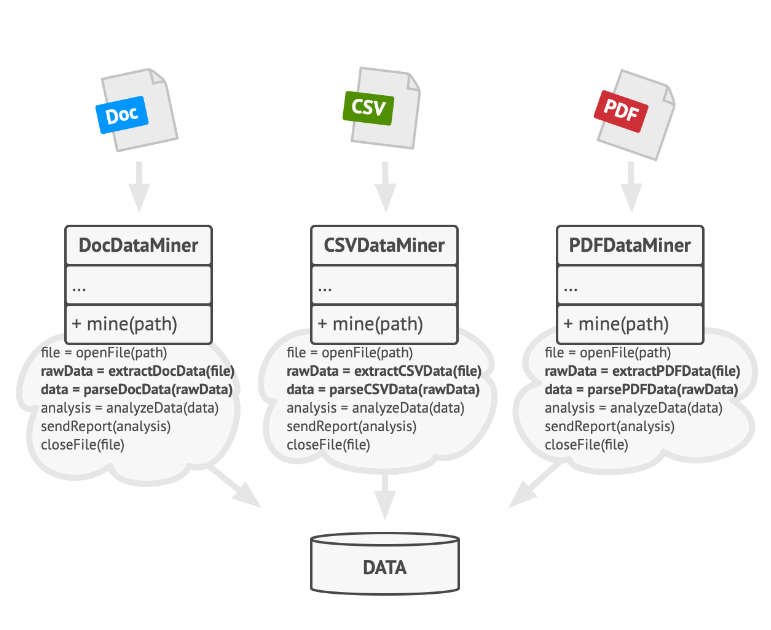 Doc
CSV
PDF
DocDataMiner
...
+ mine(path)
file = openFile(path)
rawData = extractDocData(file)
data = parseDocData(rawData)
analysis = analyzeData(data)
sendReport(analysis)
closeFile(file)
CSVDataMiner
...
+ mine(path)
file = openFile(path)
rawData = extractCSVData(file)
data = parseCSVData(rawData)
analysis = analyzeData(data)
sendReport(analysis)
closeFile(file)
PDFDataMiner
...
+ mine(path)
file = openFile(path)
rawData = extractPDFData(file)
data = parsePDFData(rawData)
analysis = analyzeData(data)
sendReport(analysis)
closeFile(file)
DATA